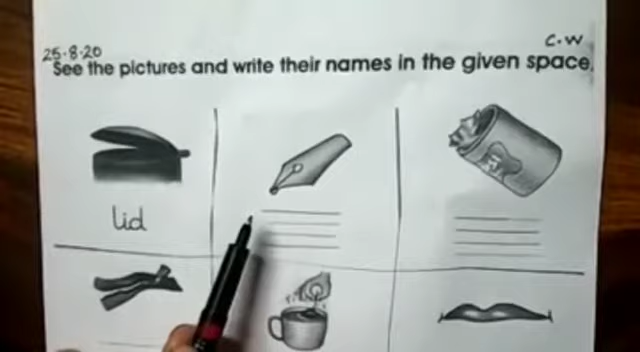 C.W
25.8.20
See the pictures and write their names in the given space.
lid